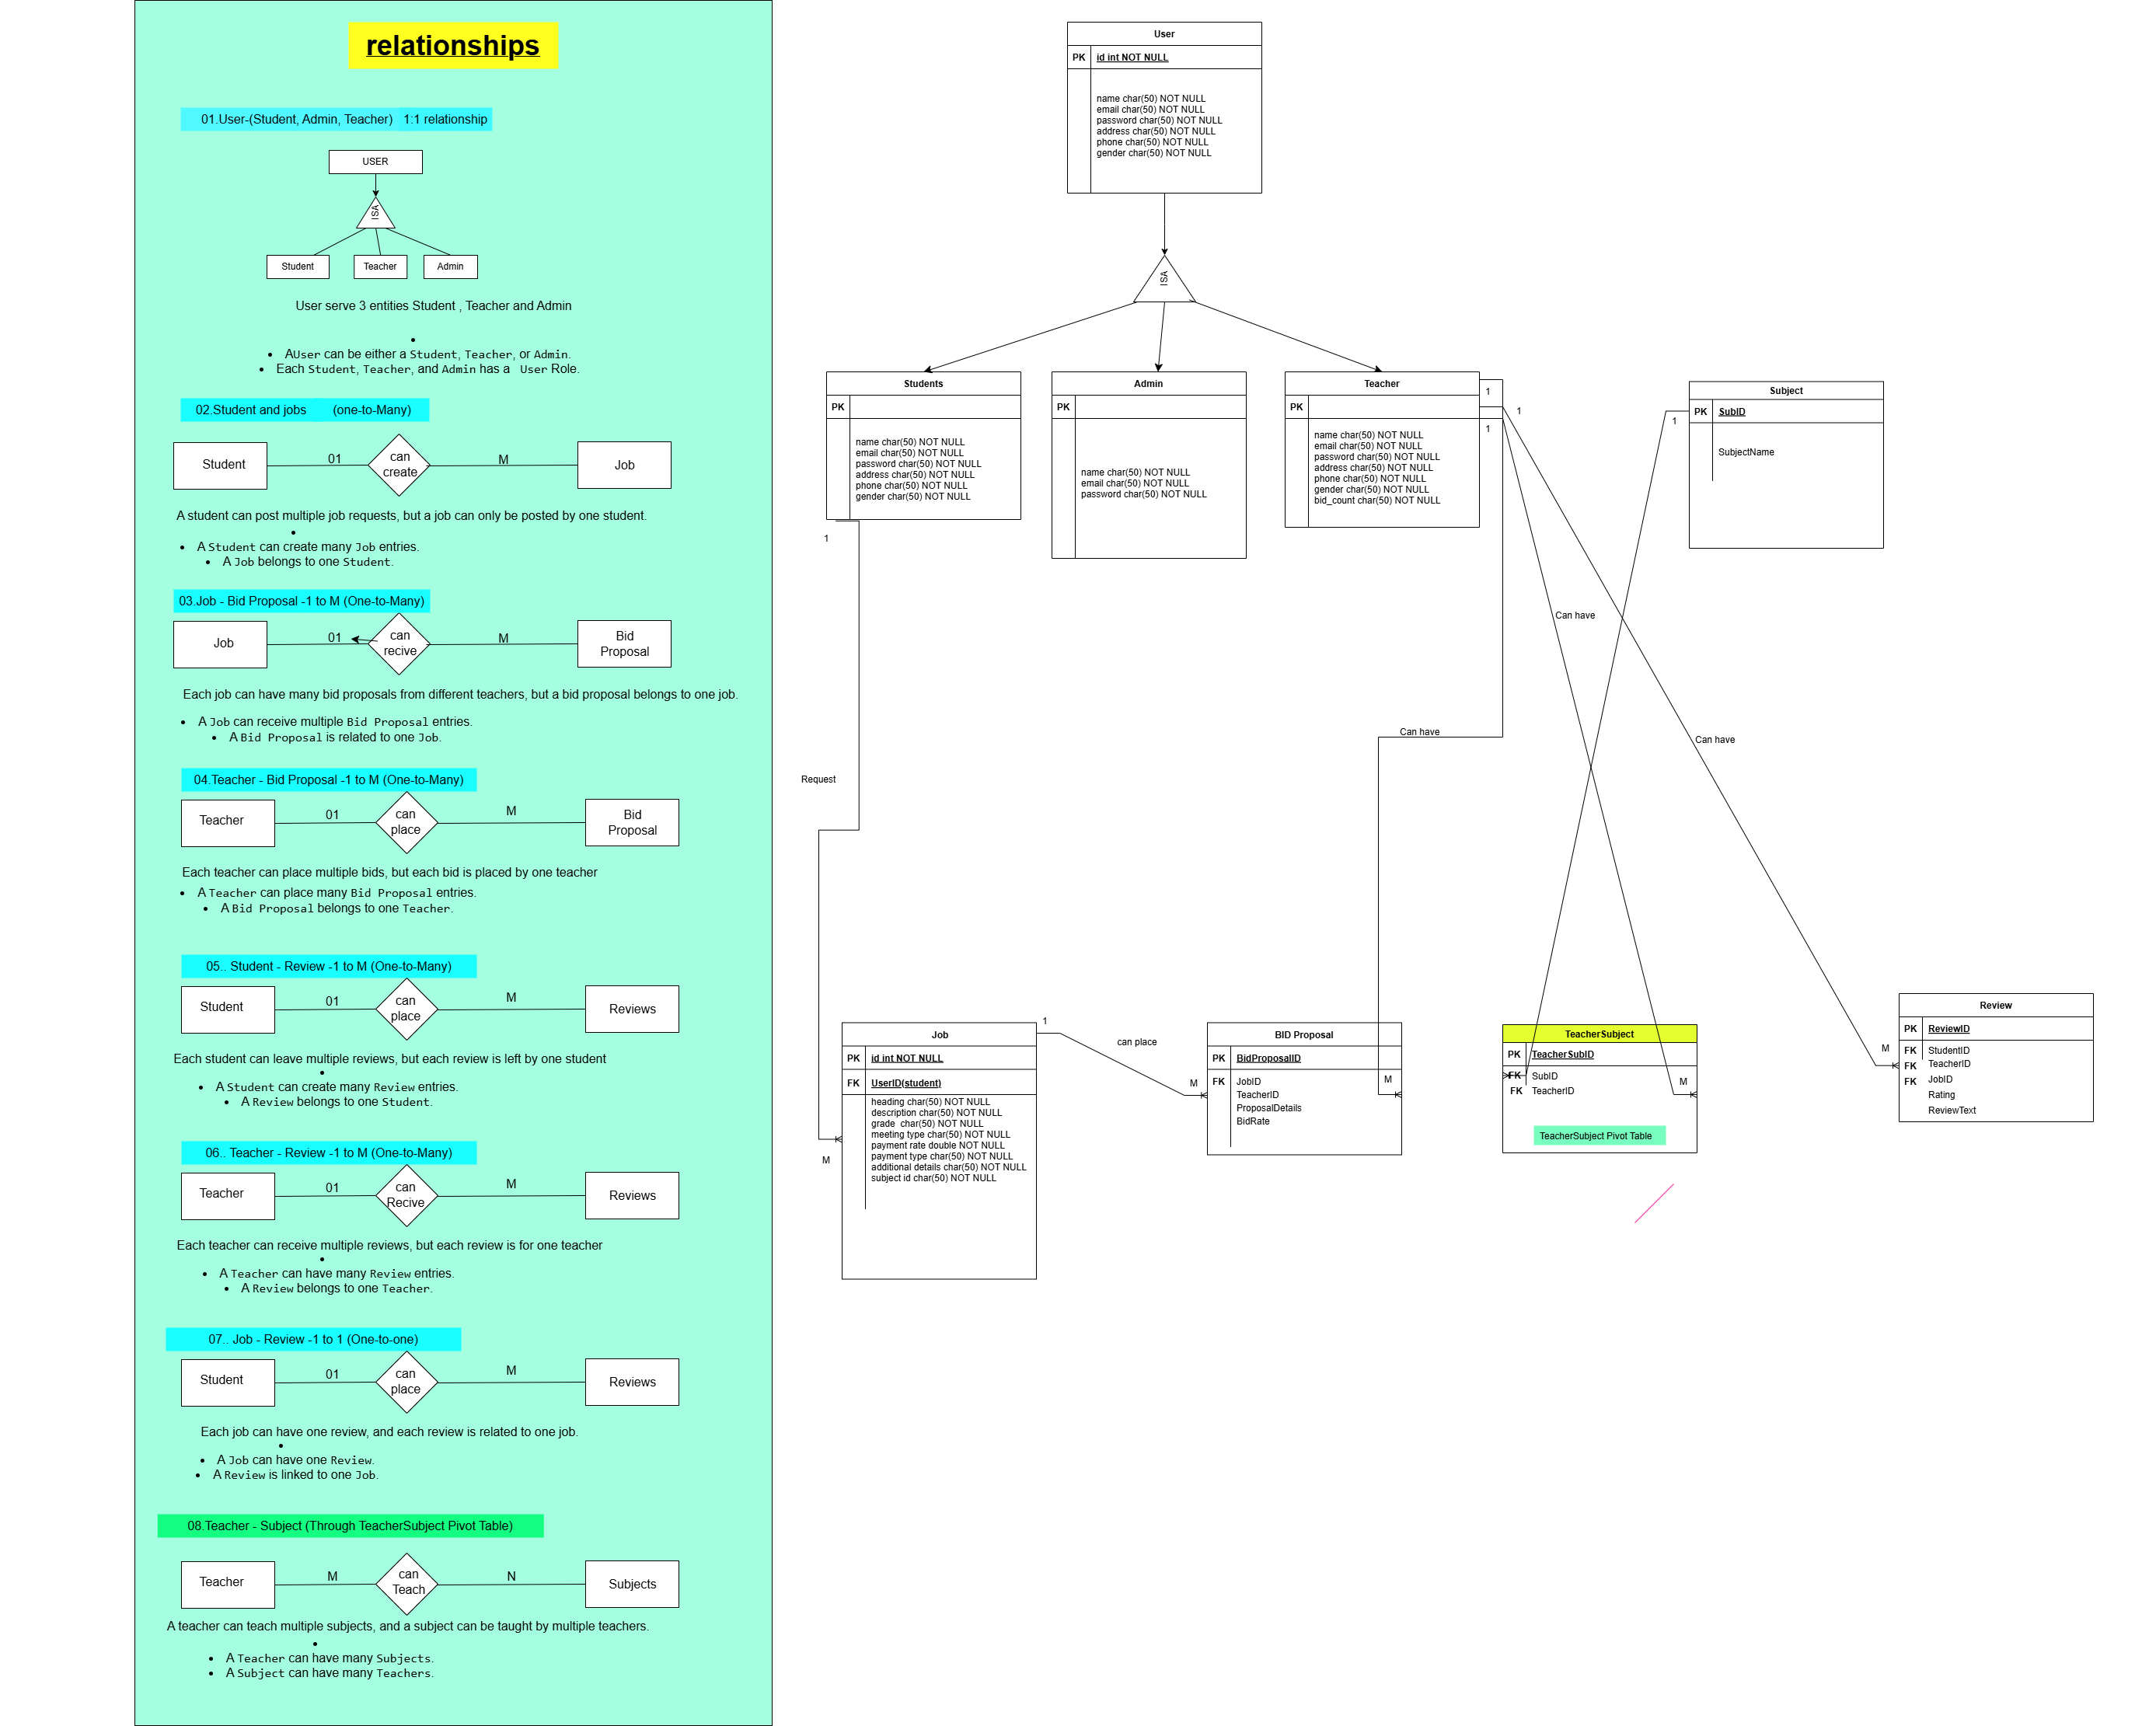 relationships
01.User-(Student, Admin, Teacher) 1:1 relationship
USER
ISA
Student
Teacher
Admin
User serve 3 entities Student , Teacher and Admin
•
• AUser can be either a Student, Teacher, or Admin.
• Each Student, Teacher, and Admin has a User Role.
02.Student and jobs (one-to-Many)
Student
01
can
create
M
Job
A student can post multiple job requests, but a job can only be posted by one student.
•
• A Student can create many Job entries.
• A Job belongs to one Student.
03.Job - Bid Proposal -1 to M (One-to-Many)
Job
01
can
recive
M
Bid
Proposal
Each job can have many bid proposals from different teachers, but a bid proposal belongs to one job.
• A Job can receive multiple Bid Proposal entries.
• A Bid Proposal is related to one Job.
04.Teacher - Bid Proposal -1 to M (One-to-Many)
Teacher
01
can
place
M
Bid
Proposal
Each teacher can place multiple bids, but each bid is placed by one teacher
• A Teacher can place many Bid Proposal entries.
• A Bid Proposal belongs to one Teacher.
05.. Student - Review -1 to M (One-to-Many)
Student
01
can
place
M
Reviews
Each student can leave multiple reviews, but each review is left by one student
•
• A Student can create many Review entries.
• A Review belongs to one Student.
06.. Teacher - Review -1 to M (One-to-Many)
Teacher
01
can
Recive
M
Reviews
Each teacher can receive multiple reviews, but each review is for one teacher
•
• A Teacher can have many Review entries.
• A Review belongs to one Teacher.
07.. Job - Review -1 to 1 (One-to-one)
Student
01
can
place
M
Reviews
Each job can have one review, and each review is related to one job.
•
• A Job can have one Review.
• A Review is linked to one Job.
08.Teacher - Subject (Through TeacherSubject Pivot Table)
Teacher
M
can
Teach
N
Subjects
A teacher can teach multiple subjects, and a subject can be taught by multiple teachers.
•
• A Teacher can have many Subjects.
• A Subject can have many Teachers.
User
PK id int NOT NULL
name char(50) NOT NULL
email char(50) NOT NULL
password char(50) NOT NULL
address char(50) NOT NULL
phone char(50) NOT NULL
gender char(50) NOT NULL
ISA
Students
PK
name char(50) NOT NULL
email char(50) NOT NULL
password char(50) NOT NULL
address char(50) NOT NULL
phone char(50) NOT NULL
gender char(50) NOT NULL
1
Admin
PK
name char(50) NOT NULL
email char(50) NOT NULL
password char(50) NOT NULL
Teacher
PK
name char(50) NOT NULL
email char(50) NOT NULL
password char(50) NOT NULL
address char(50) NOT NULL
phone char(50) NOT NULL
gender char(50) NOT NULL
bid_count char(50) NOT NULL
1
1
1
Subject
PK SubID
SubjectName
1
Can have
Can have
Can have
Request
Job
PK id int NOT NULL
FK UserID(student)
heading char(50) NOT NULL
description char(50) NOT NULL
grade char(50) NOT NULL
meeting type char(50) NOT NULL
payment rate double NOT NULL
payment type char(50) NOT NULL
additional details char(50) NOT NULL
subject id char(50) NOT NULL
M
1
can place
M
BID Proposal
PK BidProposalID
FK JobID
TeacherID
ProposalDetails
BidRate
M
TeacherSubject
PK TeacherSubID
FK SubID
FK TeacherID
M
TeacherSubject Pivot Table
M
Review
PK ReviewID
FK StudentID
FK TeacherID
FK JobID
Rating
ReviewText